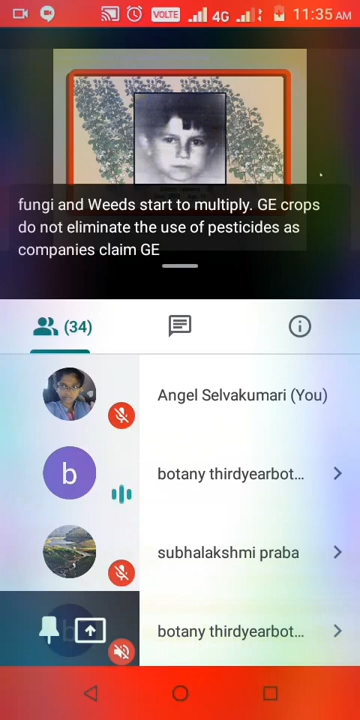 VOLTE 4G 11:35 AM
fungi and Weeds start to multiply. GE crops
do not eliminate the use of pesticides as
companies claim GE
(34)
Angel Selvakumari (You)
b
botany thirdyearbot...
subhalakshmi praba
botany thirdyearbot...